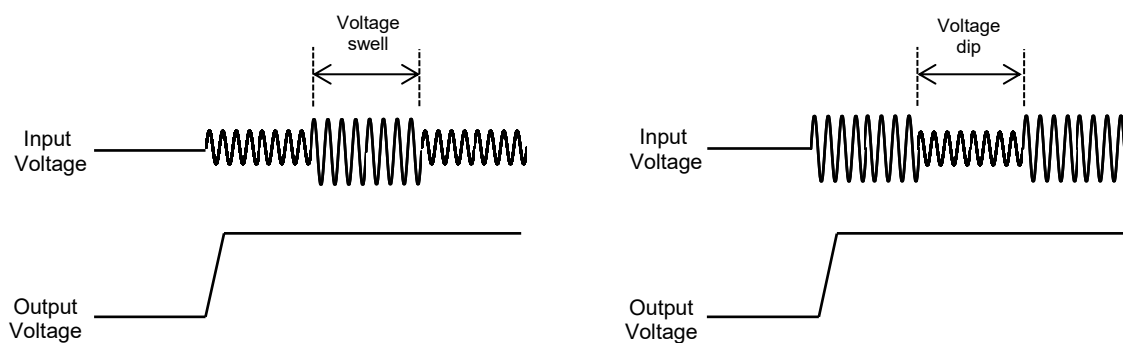 Voltage
swell
Input
Voltage
Output
Voltage
Voltage
dip
Input
Voltage
Output
Voltage